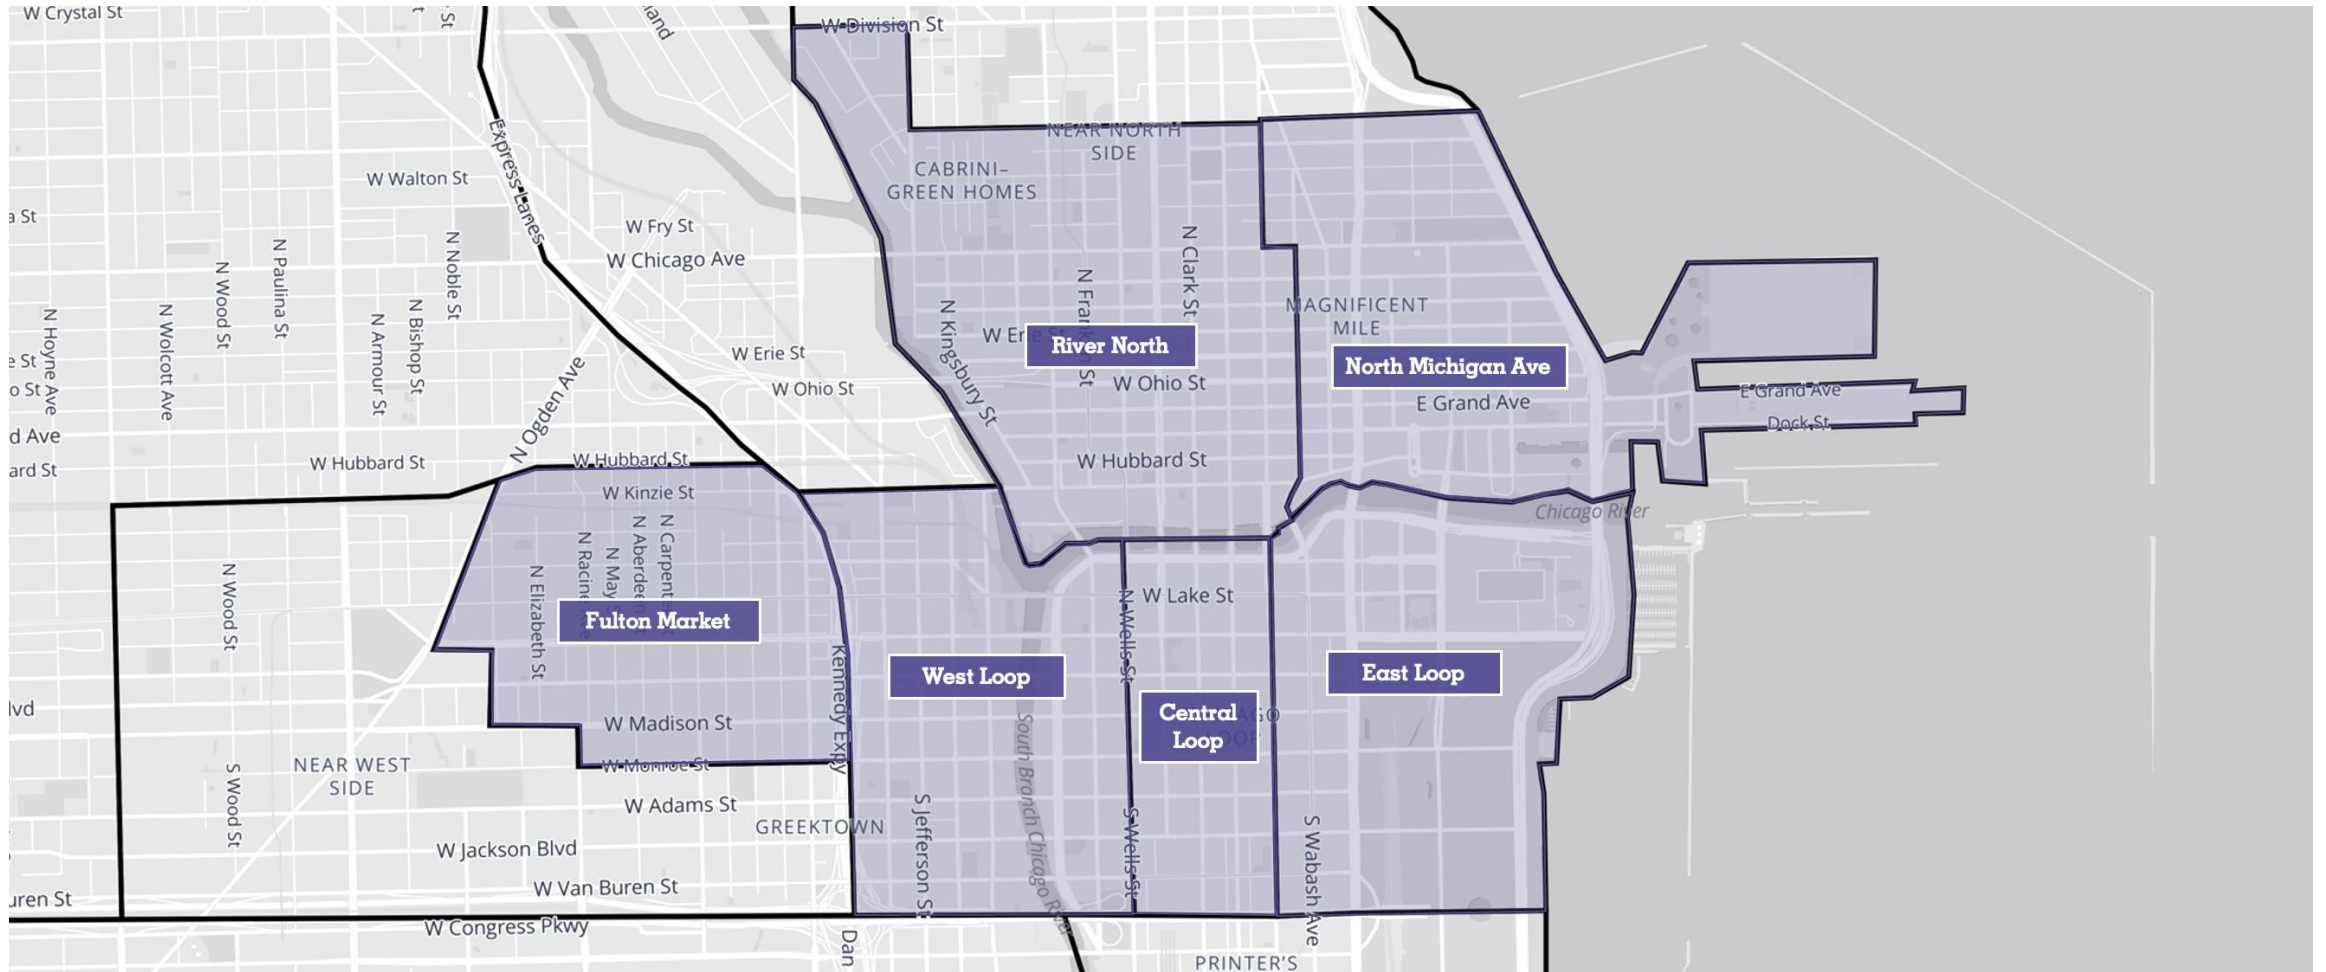 W Crystal St
W Division St
NEAR NORTH
SIDE
Express Lanes
CABRINI–
GREEN HOMES
W Walton St
W Fry St
W Chicago Ave
N Noble St
N Paulina St
N Wood St
N Clark St
N Kingsbury St
MAGNIFICENT
MILE
N Hoyne Ave
N Wolcott Ave
N Armour St
N Bishop St
W Erie St
River North
North Michigan Ave
W Ohio St
W Ohio St
E Grand Ave
E Grand Ave
Dock St
N Ogden Ave
W Hubbard St
W Hubbard St
W Hubbard St
W Kinzie St
Chicago River
N Wood St
N Elizabeth St
W Lake St
N Wells St
Fulton Market
West Loop
Central
Loop
East Loop
Kennedy Expy
W Madison St
W Monroe St
NEAR WEST
SIDE
S Wood St
W Adams St
GREEKTOWN
W Jackson Blvd
W Van Buren St
S Jefferson St
South Branch Chicago River
S Wells St
S Wabash Ave
W Congress Pkwy
Dan
PRINTER'S